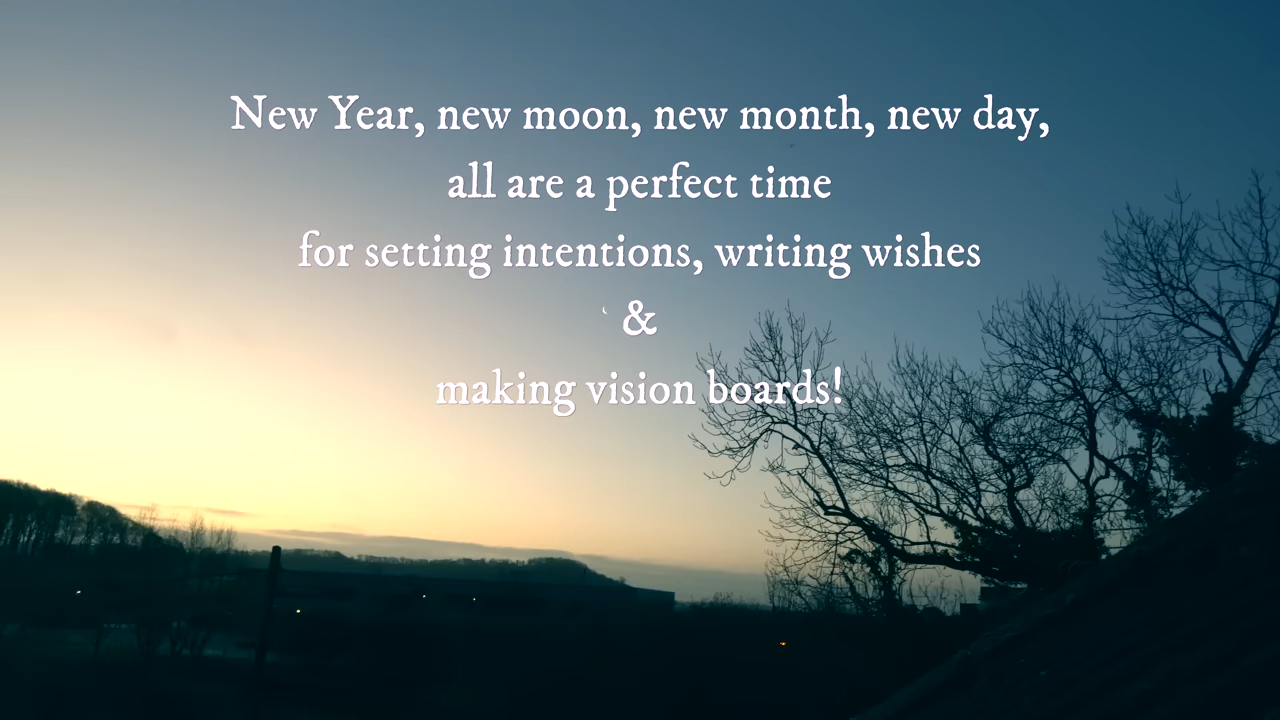 New Year, new moon, new month, new day,
all are a perfect time
for setting intentions, writing wishes
&
making vision boards!